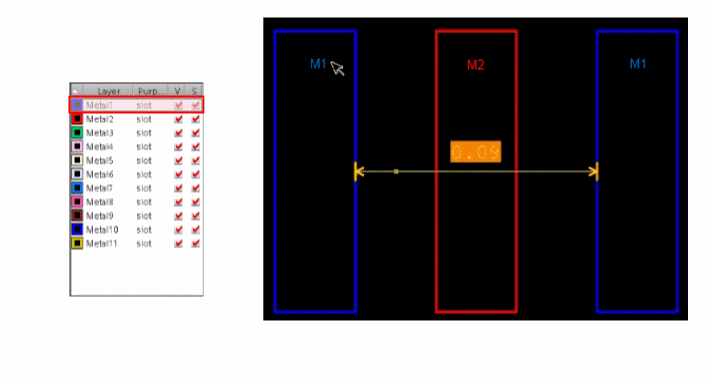 M1 M2 M1
Layer Purp... V S
Metal1 slot
Metal2 slot
Metal3 slot
Metal4 slot
Metal5 slot
Metal6 slot
Metal7 slot
Metal8 slot
Metal9 slot
Metal10 slot
Metal11 slot
0.09